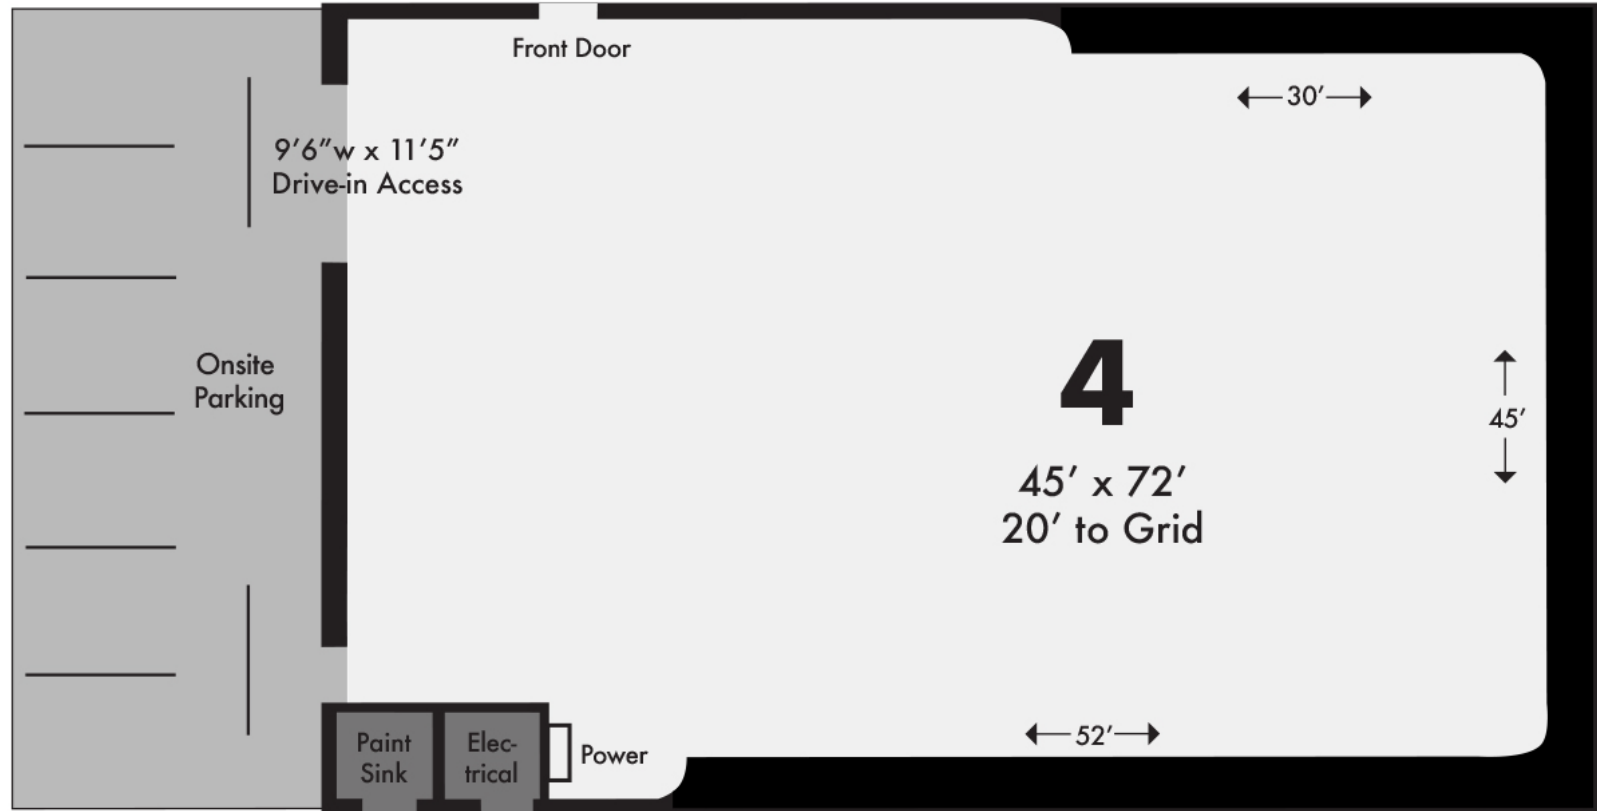 Front Door
30′
9′6″w x 11′5″
Drive-in Access
Onsite
Parking
4
45′
45′ x 72′
20′ to Grid
52′
Paint
Sink
Elec-
trical
Power